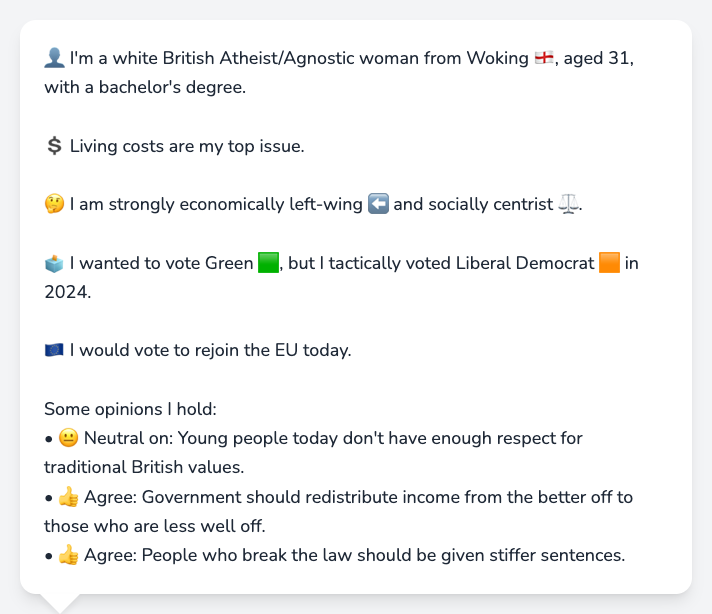 👤 I'm a white British Atheist/Agnostic woman from Woking 🏴󠁧󠁢󠁥󠁮󠁧󠁿, aged 31,
with a bachelor's degree.
💲 Living costs are my top issue.
🤔 I am strongly economically left-wing ⬅️ and socially centrist ⚖️.
🗳️ I wanted to vote Green 🟩, but I tactically voted Liberal Democrat 🟧 in
2024.
🇪🇺 I would vote to rejoin the EU today.
Some opinions I hold:
• 😐 Neutral on: Young people today don't have enough respect for
traditional British values.
• 👍 Agree: Government should redistribute income from the better off to
those who are less well off.
• 👍 Agree: People who break the law should be given stiffer sentences.